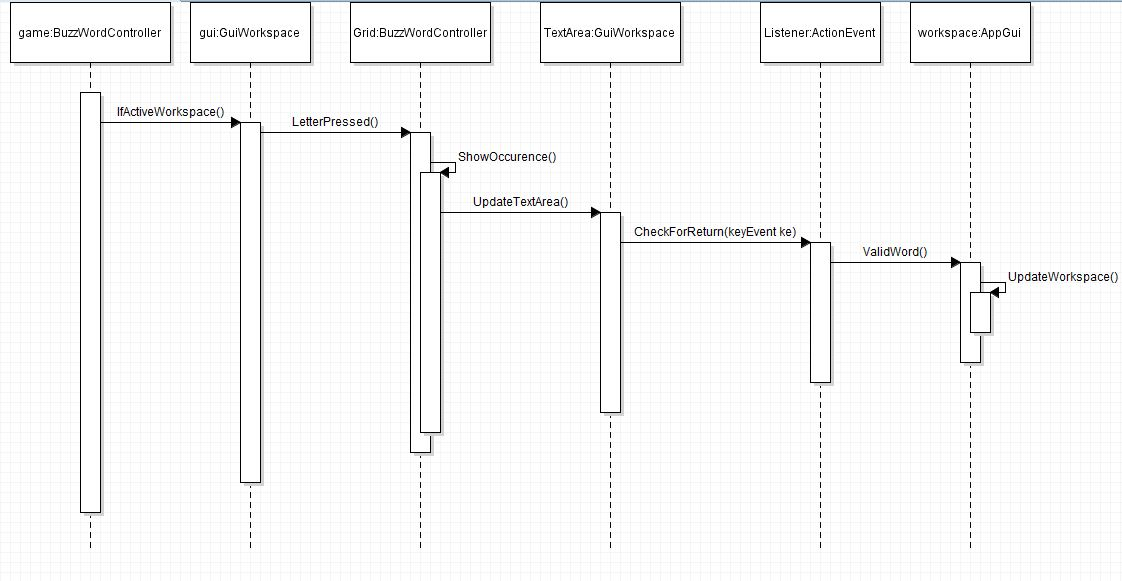 game:BuzzWordController
gui:GuiWorkspace
Grid:BuzzWordController
TextArea:GuiWorkspace
Listener:ActionEvent
workspace:AppGui
IfActiveWorkspace()
LetterPressed()
ShowOccurence()
UpdateTextArea()
CheckForReturn(keyEvent ke)
ValidWord()
UpdateWorkspace()